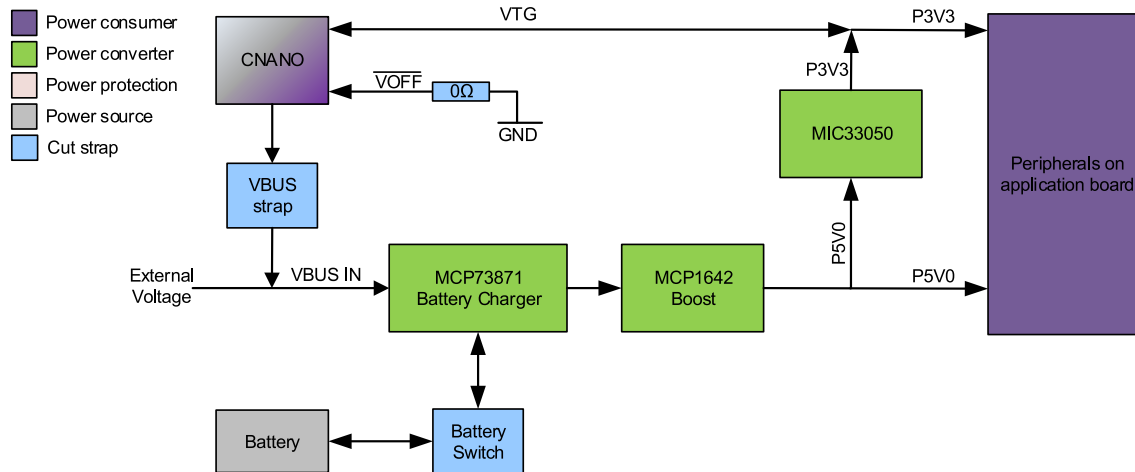 Power consumer
Power converter
Power protection
Power source
Cut strap
CNANO
VTG
P3V3
VOFF
0Ω
GND
P3V3
MIC33050
Peripherals on
application board
VBUS
strap
P5V0
External
Voltage
VBUS IN
MCP73871
Battery Charger
MCP1642
Boost
P5V0
Battery
Battery
Switch